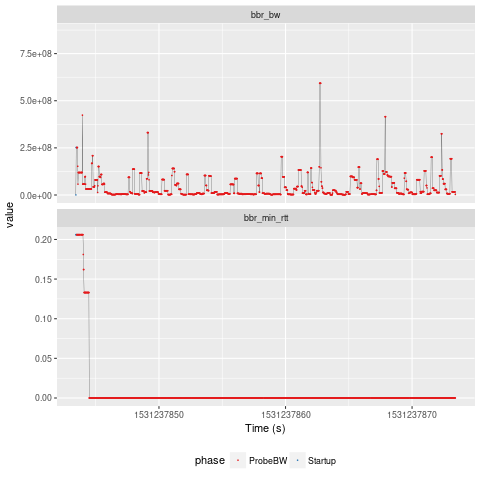 bbr_bw
7.5e+08
5.0e+08
2.5e+08
0.0e+00
value
bbr_min_rtt
0.20
0.15
0.10
0.05
0.00
1531237850 1531237860 1531237870
Time (s)
phase ProbeBW Startup